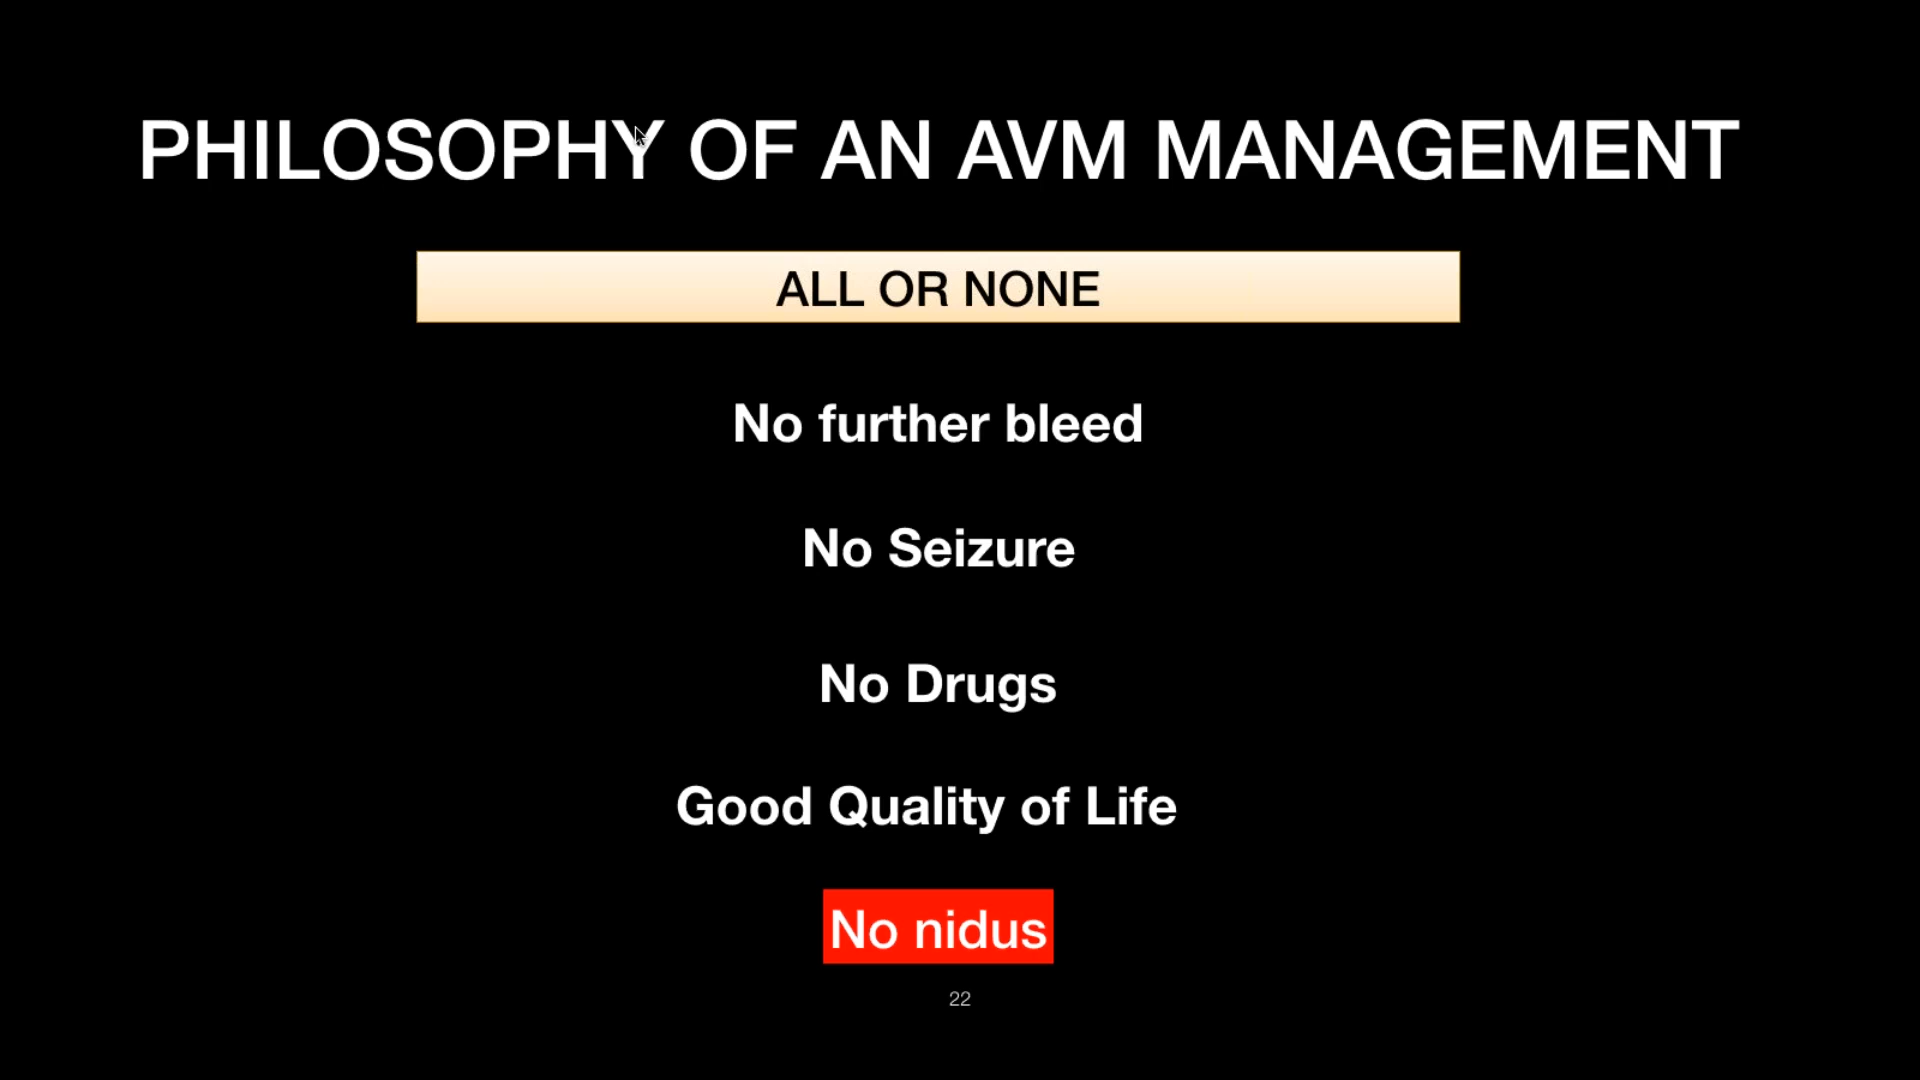 PHILOSOPHY OF AN AVM MANAGEMENT
ALL OR NONE
No further bleed
No Seizure
No Drugs
Good Quality of Life
No nidus
22